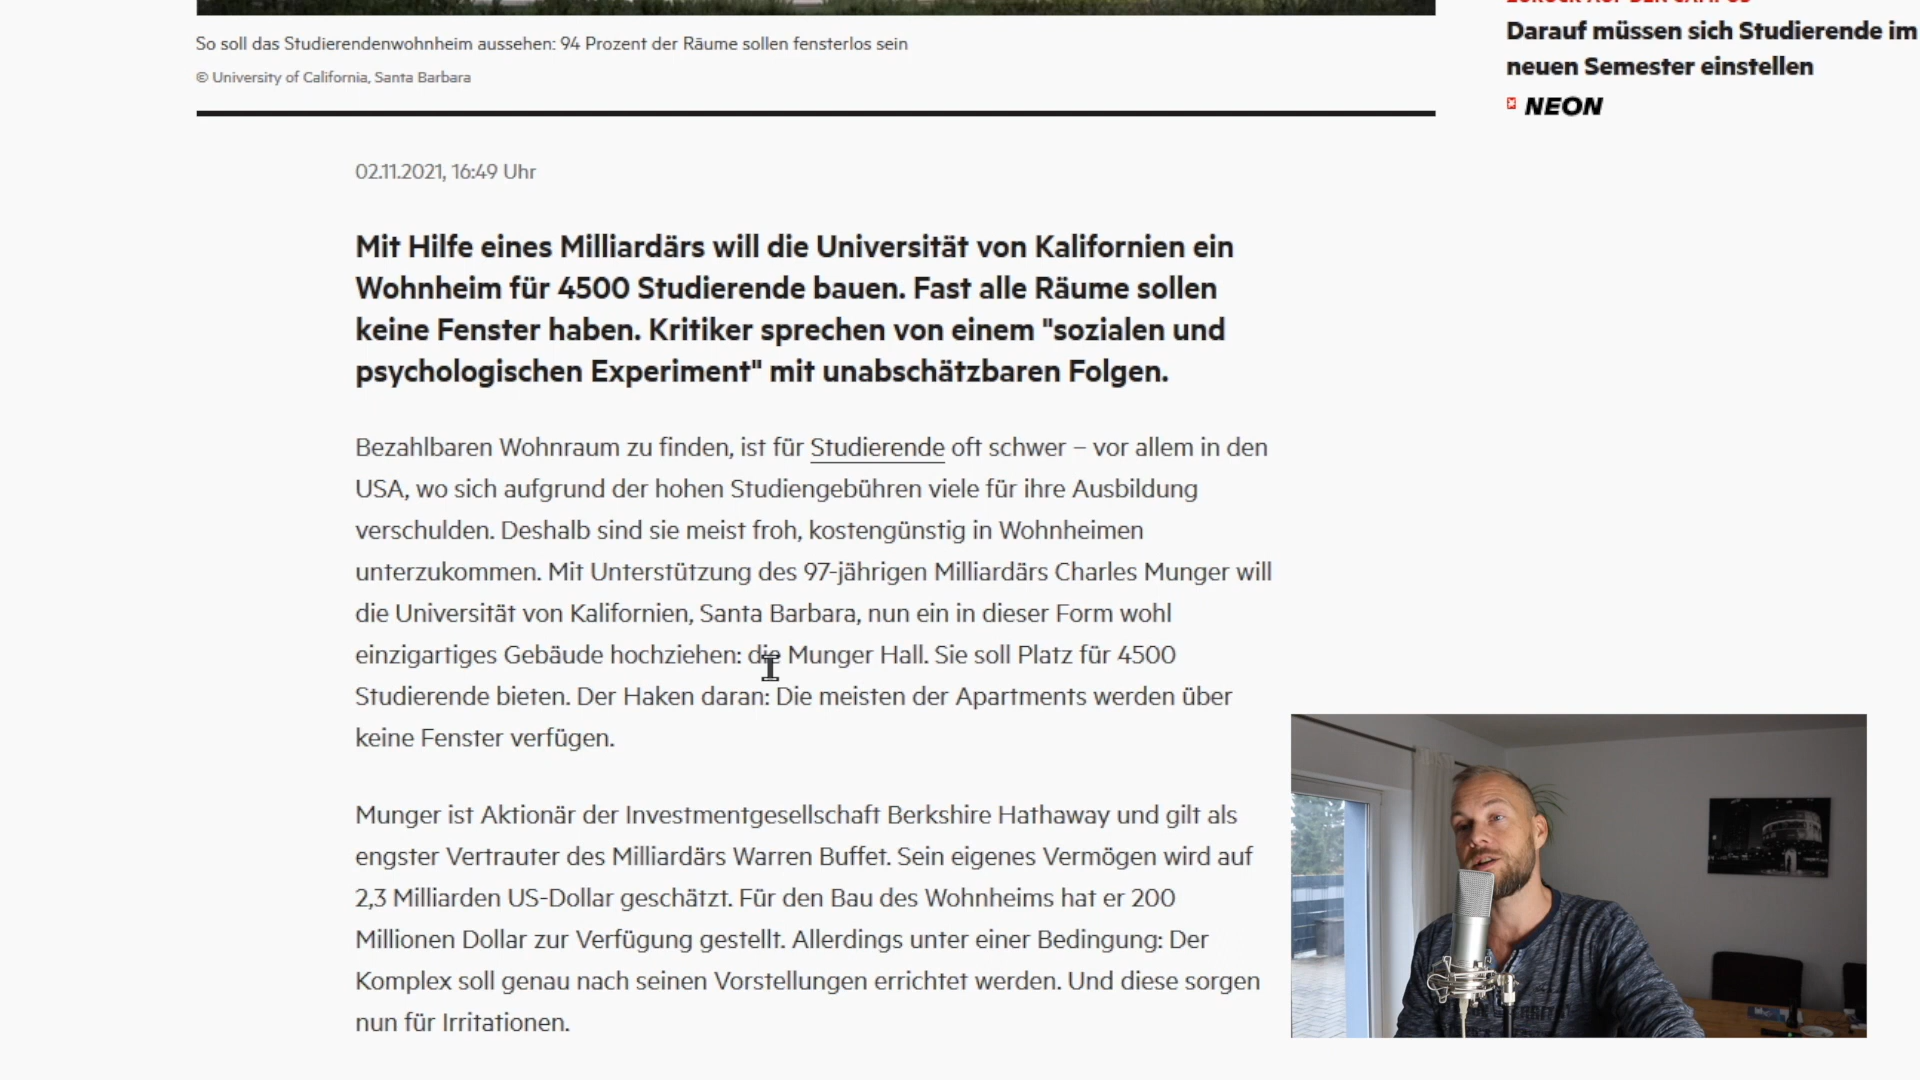 So soll das Studierendenwohnheim aussehen: 94 Prozent der Räume sollen fensterlos sein
© University of California, Santa Barbara
02.11.2021, 16:49 Uhr
Mit Hilfe eines Milliardärs will die Universität von Kalifornien ein
Wohnheim für 4500 Studierende bauen. Fast alle Räume sollen
keine Fenster haben. Kritiker sprechen von einem "sozialen und
psychologischen Experiment" mit unabschätzbaren Folgen.
Bezahlbaren Wohnraum zu finden, ist für Studierende oft schwer – vor allem in den
USA, wo sich aufgrund der hohen Studiengebühren viele für ihre Ausbildung
verschulden. Deshalb sind sie meist froh, kostengünstig in Wohnheimen
unterzukommen. Mit Unterstützung des 97-jährigen Milliardärs Charles Munger will
die Universität von Kalifornien, Santa Barbara, nun ein in dieser Form wohl
einzigartiges Gebäude hochziehen: die Munger Hall. Sie soll Platz für 4500
Studierende bieten. Der Haken daran: Die meisten der Apartments werden über
keine Fenster verfügen.
Munger ist Aktionär der Investmentgesellschaft Berkshire Hathaway und gilt als
engster Vertrauter des Milliardärs Warren Buffet. Sein eigenes Vermögen wird auf
2,3 Milliarden US-Dollar geschätzt. Für den Bau des Wohnheims hat er 200
Millionen Dollar zur Verfügung gestellt. Allerdings unter einer Bedingung: Der
Komplex soll genau nach seinen Vorstellungen errichtet werden. Und diese sorgen
nun für Irritationen.
ZURÜCK AUF DEN CAMPUS
Darauf müssen sich Studierende im
neuen Semester einstellen
NEON